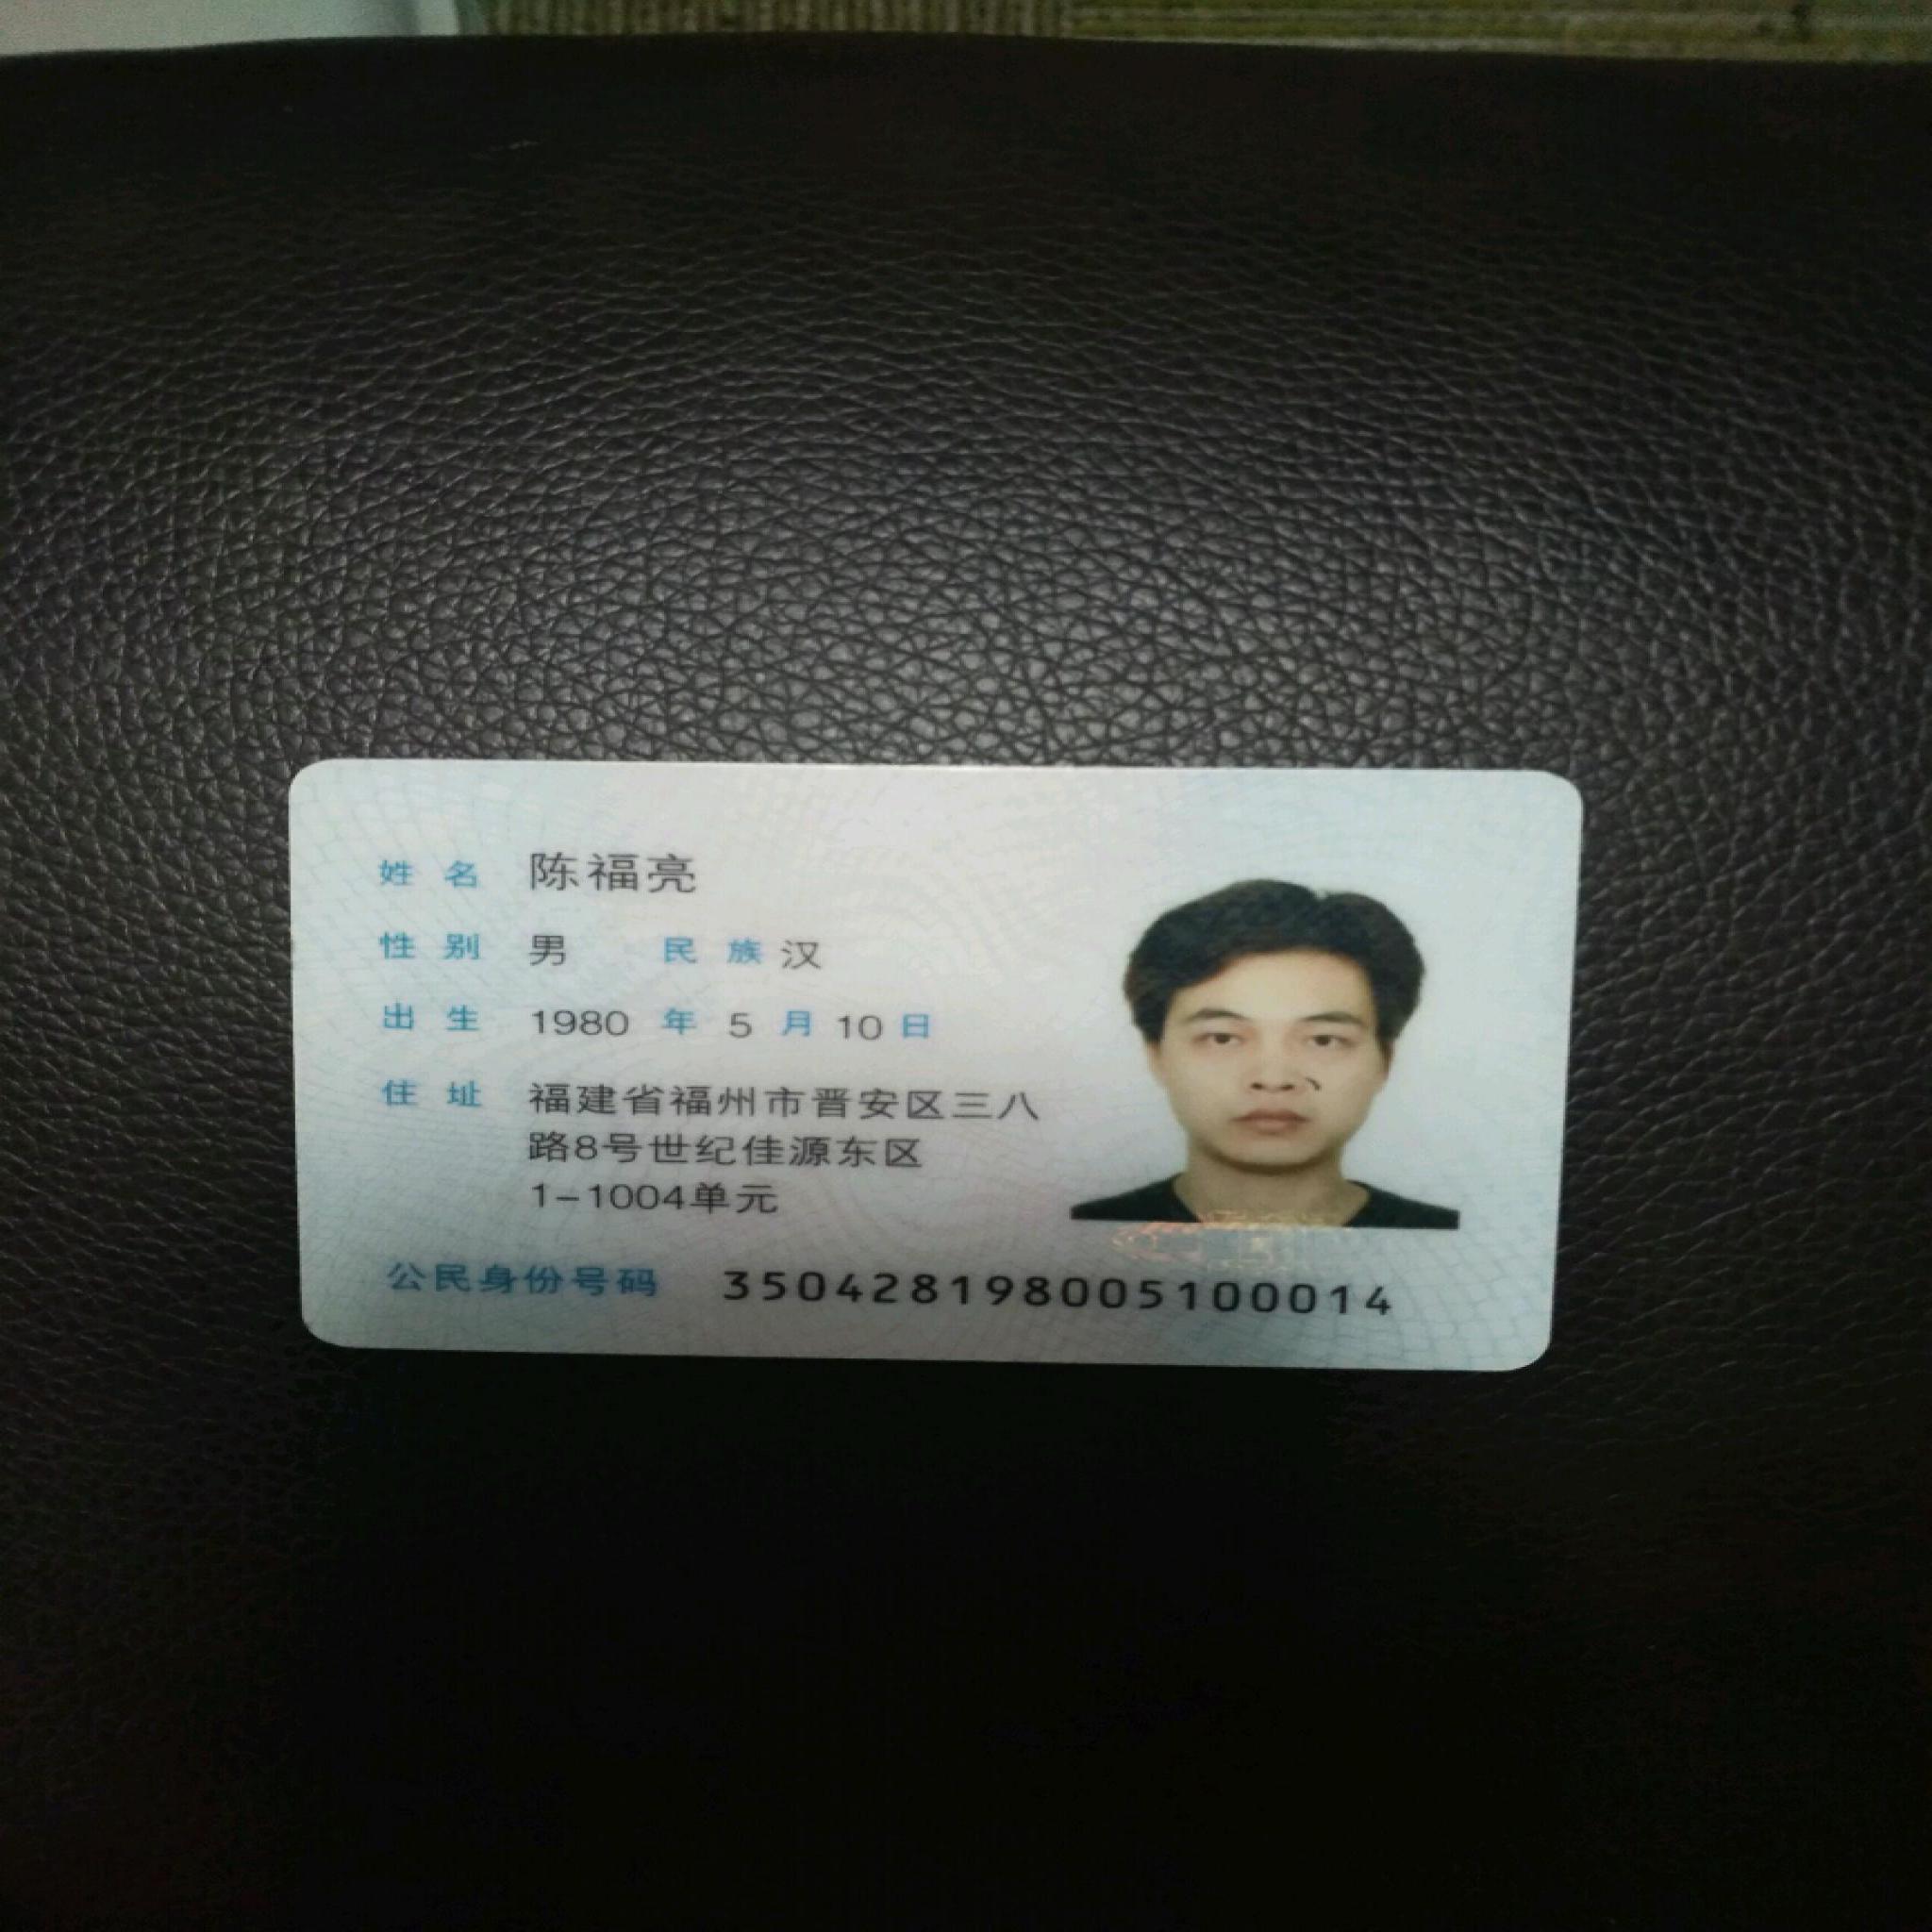 姓名 陈福亮
性别 男 民族 汉
出生 1980 年 5 月 10 日
住址 福建省福州市晋安区三八
路8号世纪佳源东区
1-1004单元
公民身份号码 350428198005100014